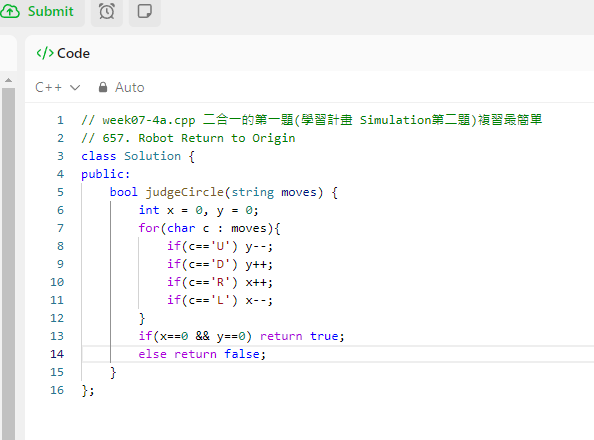 Submit
</> Code
C++ Auto
1 // week07-4a.cpp 二合一的第一題(學習計畫 Simulation第二題)複習最簡單
2 // 657. Robot Return to Origin
3 class Solution {
4 public:
5 bool judgeCircle(string moves) {
6 int x = 0, y = 0;
7 for(char c : moves){
8 if(c=='U') y--;
9 if(c=='D') y++;
10 if(c=='R') x++;
11 if(c=='L') x--;
12 }
13 if(x==0 && y==0) return true;
14 else return false;
15 }
16 };